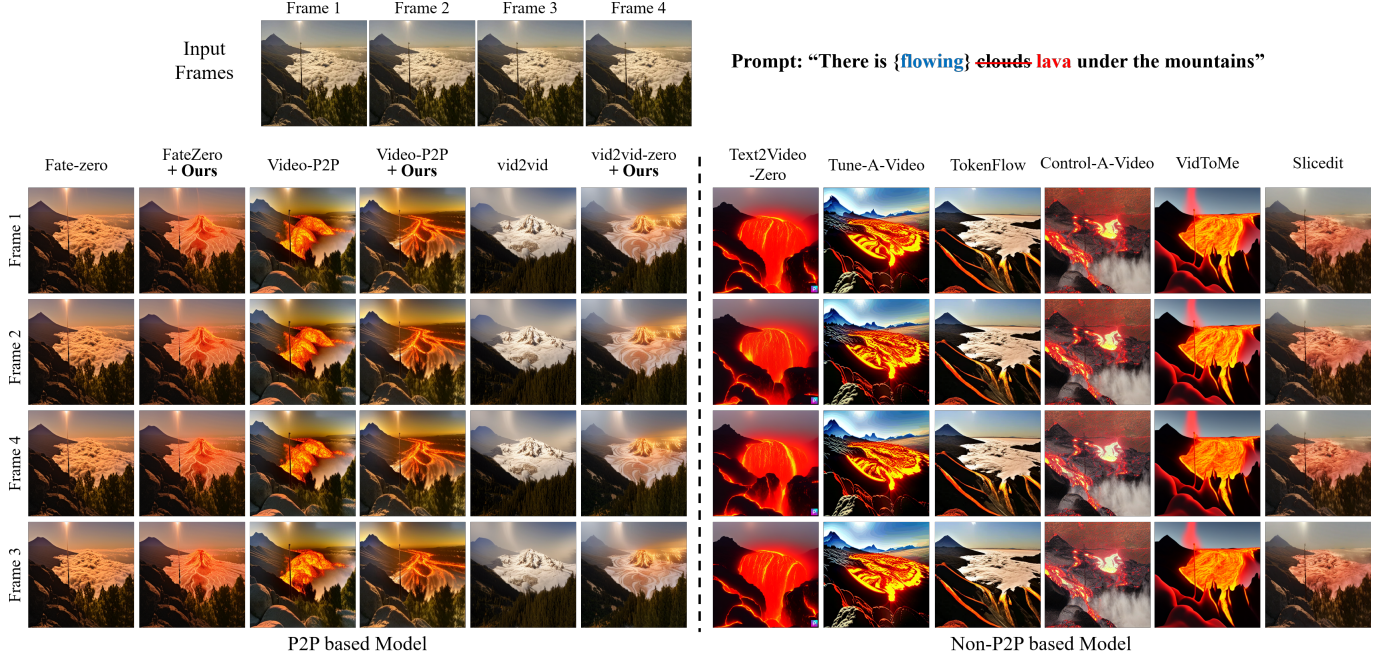 Frame 1 Frame 2 Frame 3 Frame 4
Input
Frames
Prompt: “There is {flowing} clouds lava under the mountains”
Fate-zero
FateZero
+ Ours
Video-P2P
Video-P2P
+ Ours
vid2vid
vid2vid-zero
+ Ours
Text2Video
-Zero
Tune-A-Video
TokenFlow
Control-A-Video
VidToMe
Slicedit
Frame 1
Frame 2
Frame 4
Frame 3
P2P based Model
Non-P2P based Model